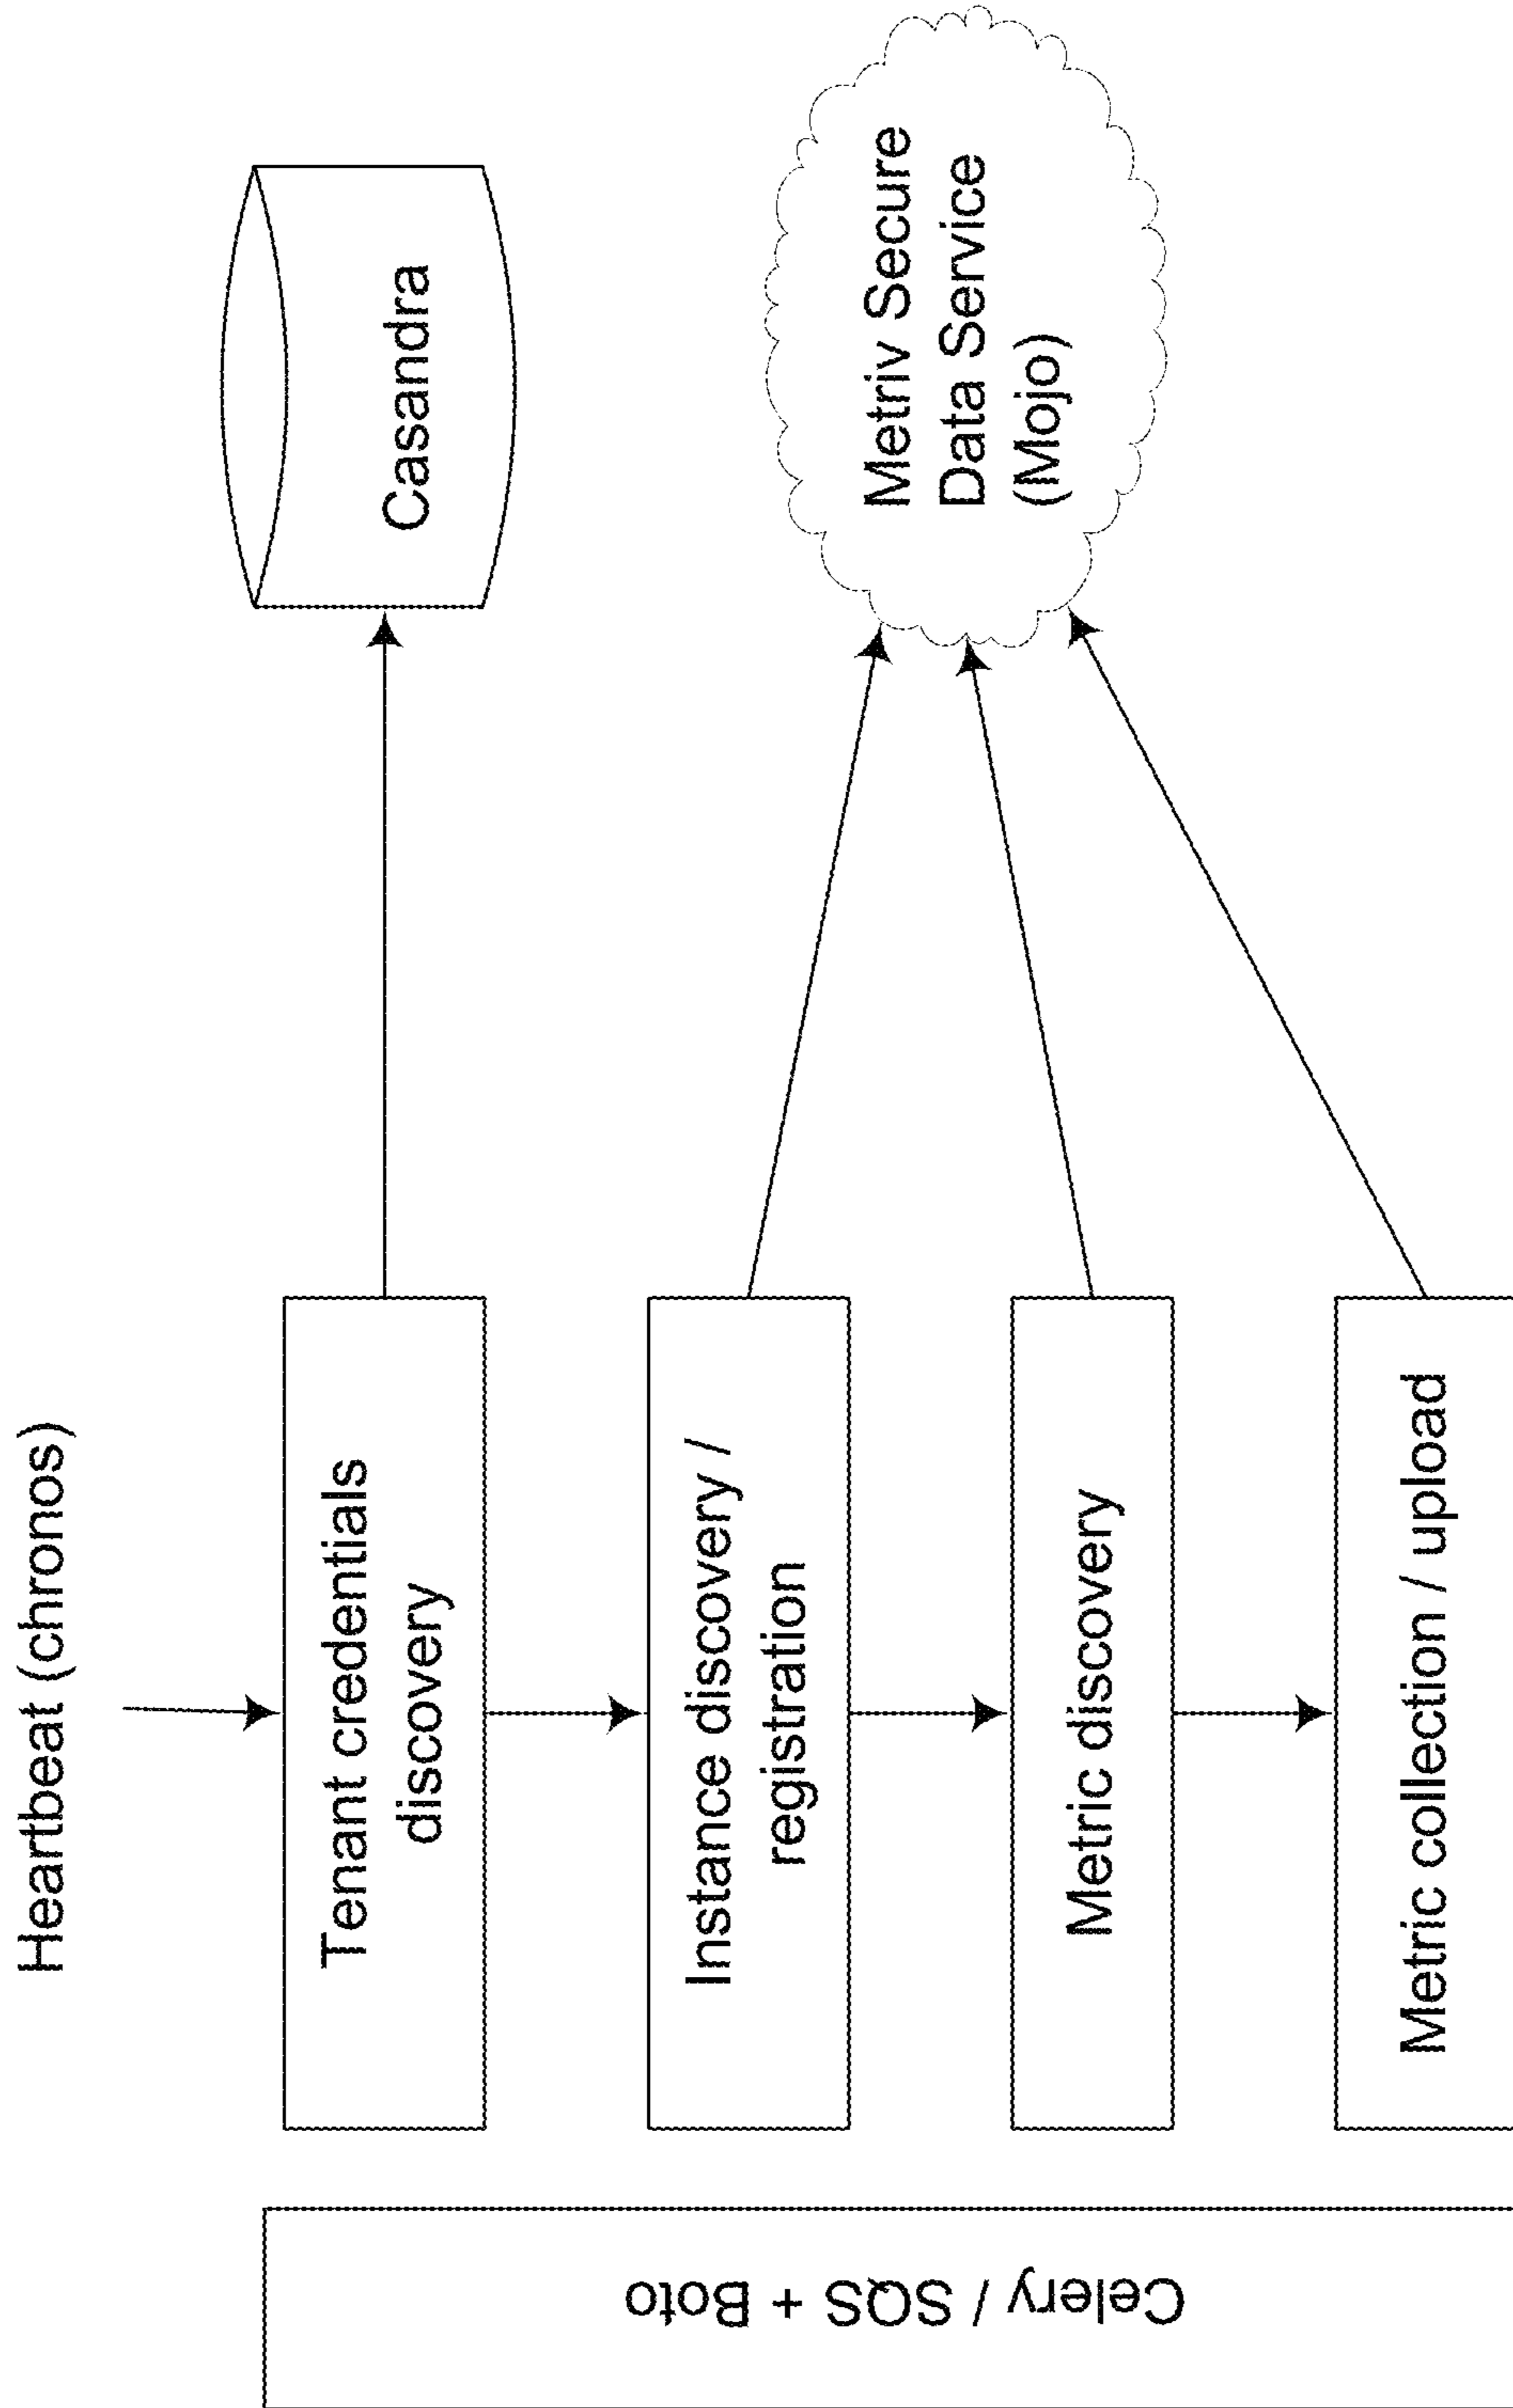 Heartbeat (chronos)
Tenant credentials
discovery
Casandra
Instance discovery /
registration
Metriv Secure
Data Service
(Mojo)
Metric discovery
Metric collection / upload
Celery / SQS + Boto